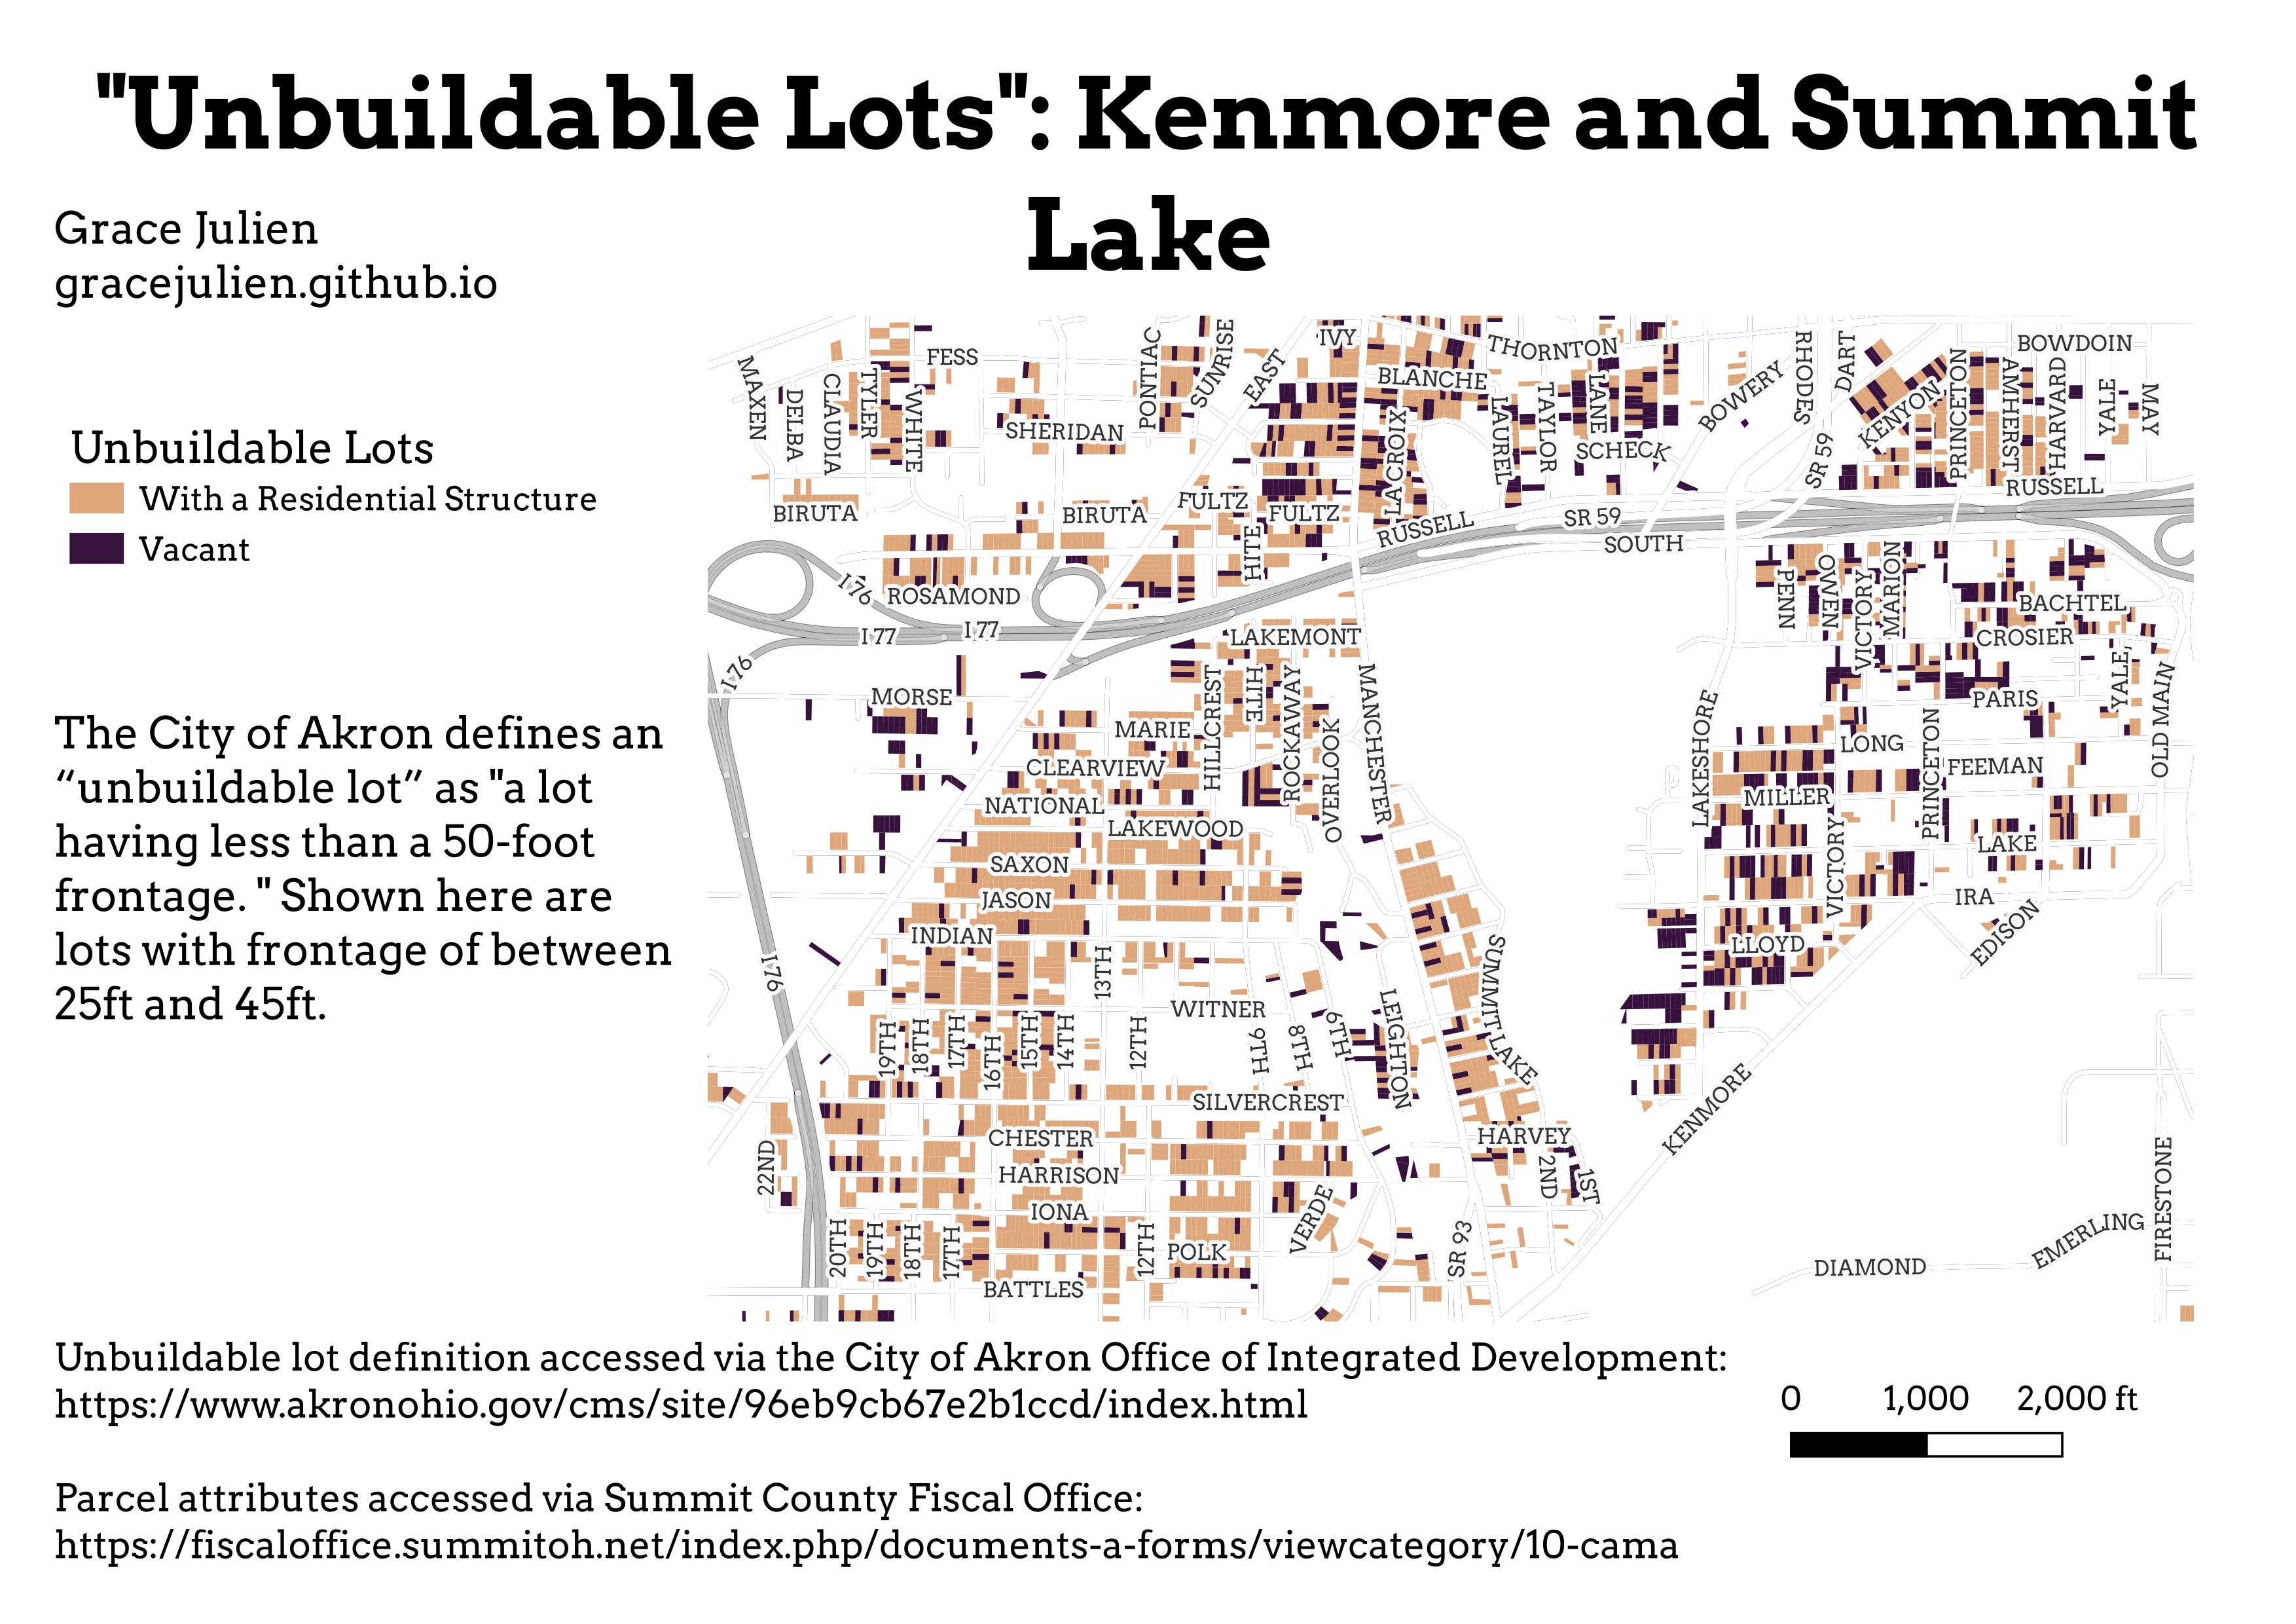 "Unbuildable Lots": Kenmore and Summit
Lake
Grace Julien
gracejulien.github.io
Unbuildable Lots
With a Residential Structure
Vacant
The City of Akron defines an
“unbuildable lot” as "a lot
having less than a 50-foot
frontage. " Shown here are
lots with frontage of between
25ft and 45ft.
MAXEN
DELBA
CLAUDIA
TYLER
WHITE
FESS
SHERIDAN
PONTIAC
SUNRISE
EAST
IVY
BLANCHE
THORNTON
LACROIX
LAUREL
TAYLOR
LANE
SCHECK
BOWERY
RHODES
DART
SR 59
KENYON
PRINCETON
AMHERST
HARVARD
BOWDOIN
YALE
MAY
RUSSELL
BIRUTA
BIRUTA
FULTZ
FULTZ
HITE
RUSSELL
SR 59
SOUTH
I 76
ROSAMOND
I 77
I 77
I 76
PENN
OWEN
VICTORY
MARION
BACHTEL
CROSIER
YALE
PARIS
OLD MAIN
LAKEMONT
MORSE
HILLCREST
HITE
ROCKAWAY
OVERLOOK
MANCHESTER
MARIE
CLEARVIEW
NATIONAL
LAKEWOOD
SAXON
JASON
INDIAN
LAKESHORE
LONG
PRINCETON
FEEMAN
MILLER
VICTORY
LAKE
IRA
EDISON
LLOYD
I 76
13TH
WITNER
19TH
18TH
17TH
16TH
15TH
14TH
12TH
9TH
8TH
6TH
LEIGHTON
SUMMIT LAKE
SILVERCREST
CHESTER
HARRISON
IONA
22ND
20TH
19TH
18TH
17TH
12TH
POLK
BATTLES
VERDE
HARVEY
2ND
1ST
SR 93
KENMORE
DIAMOND
EMERLING
FIRESTONE
Unbuildable lot definition accessed via the City of Akron Office of Integrated Development:
https://www.akronohio.gov/cms/site/96eb9cb67e2b1ccd/index.html
0 1,000 2,000 ft
Parcel attributes accessed via Summit County Fiscal Office:
https://fiscaloffice.summitoh.net/index.php/documents-a-forms/viewcategory/10-cama